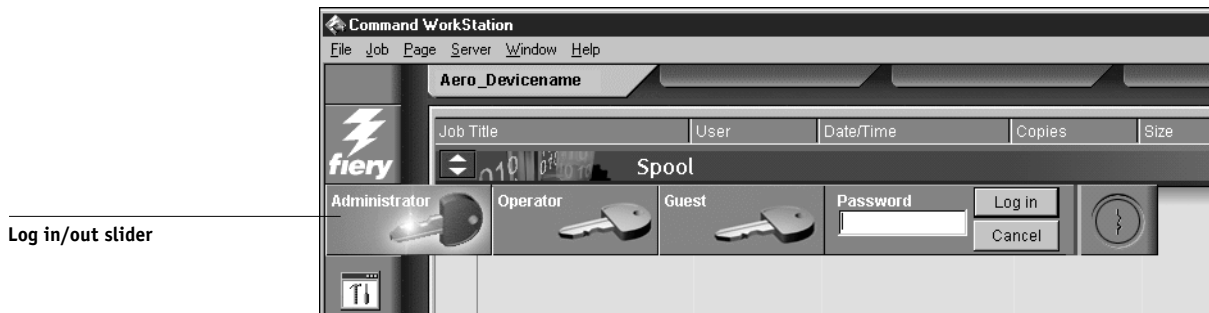 Command WorkStation
File Job Page Server Window Help
Aero_Devicename
Job Title User Date/Time Copies Size
fiery
Spool
Administrator Operator Guest Password Log in
Cancel
Log in/out slider